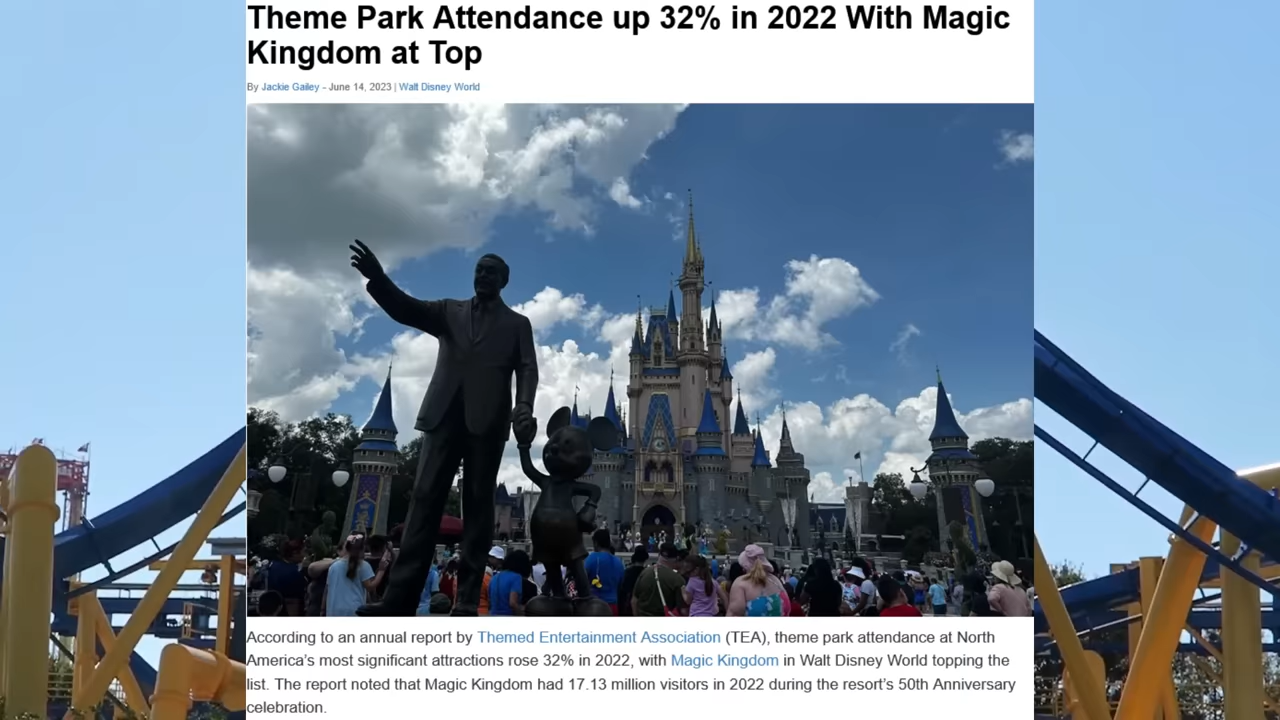 Theme Park Attendance up 32% in 2022 With Magic
Kingdom at Top
By Jackie Gailey - June 14, 2023 | Walt Disney World
According to an annual report by Themed Entertainment Association (TEA), theme park attendance at North
America's most significant attractions rose 32% in 2022, with Magic Kingdom in Walt Disney World topping the
list. The report noted that Magic Kingdom had 17.13 million visitors in 2022 during the resort's 50th Anniversary
celebration.